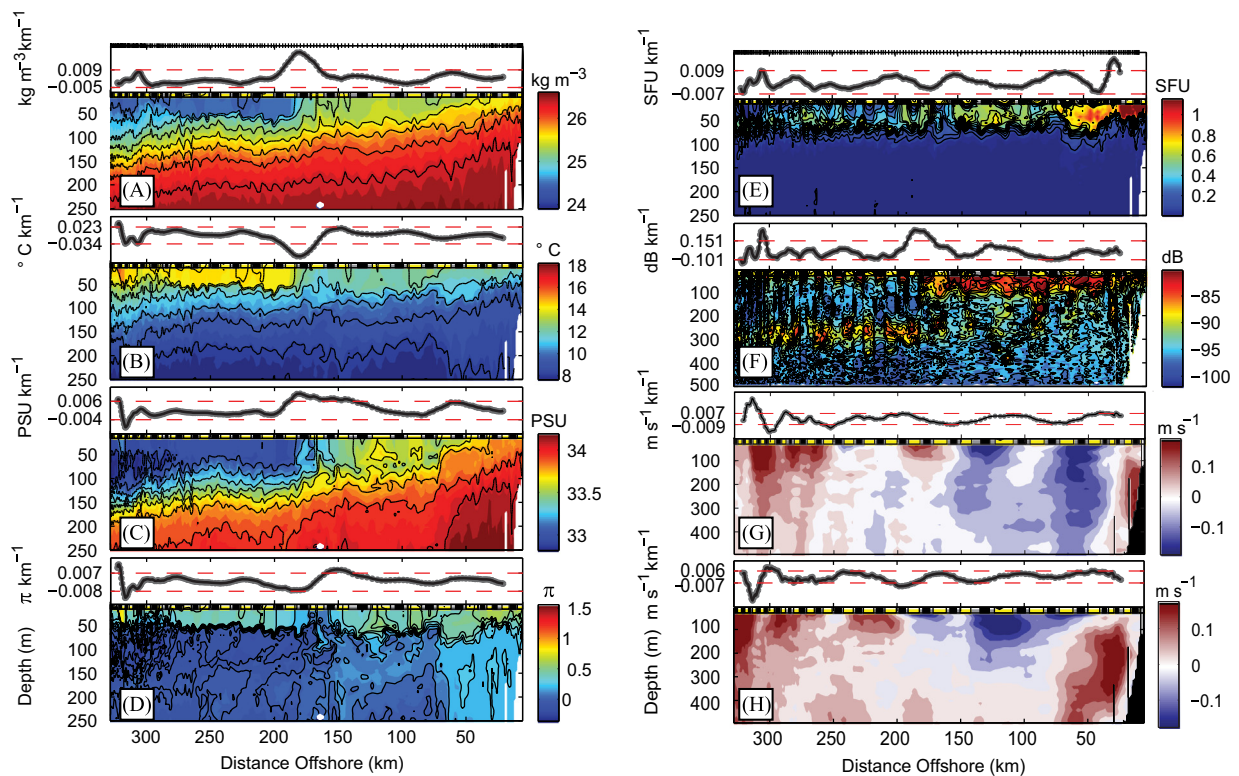 kg m⁻³km⁻¹
0.009
−0.005
kg m⁻³
50
100
150
200
250
(A)
26
25
24
° C km⁻¹
0.023
−0.034
° C
50
100
150
200
250
(B)
18
16
14
12
10
8
PSU km⁻¹
0.006
−0.004
PSU
50
100
150
200
250
(C)
34
33.5
33
π km⁻¹
0.007
−0.008
π
Depth (m)
50
100
150
200
250
(D)
1.5
1
0.5
0
300 250 200 150 100 50
Distance Offshore (km)
SFU km⁻¹
0.009
−0.007
SFU
50
100
150
200
250
(E)
1
0.8
0.6
0.4
0.2
dB km⁻¹
0.151
−0.101
dB
100
200
300
400
500
(F)
−85
−90
−95
−100
m s⁻¹ km⁻¹
0.007
−0.009
m s⁻¹
100
200
300
400
(G)
0.1
0
−0.1
m s⁻¹ km⁻¹
0.006
−0.007
m s⁻¹
Depth (m)
100
200
300
400
(H)
0.1
0
−0.1
300 250 200 150 100 50
Distance Offshore (km)